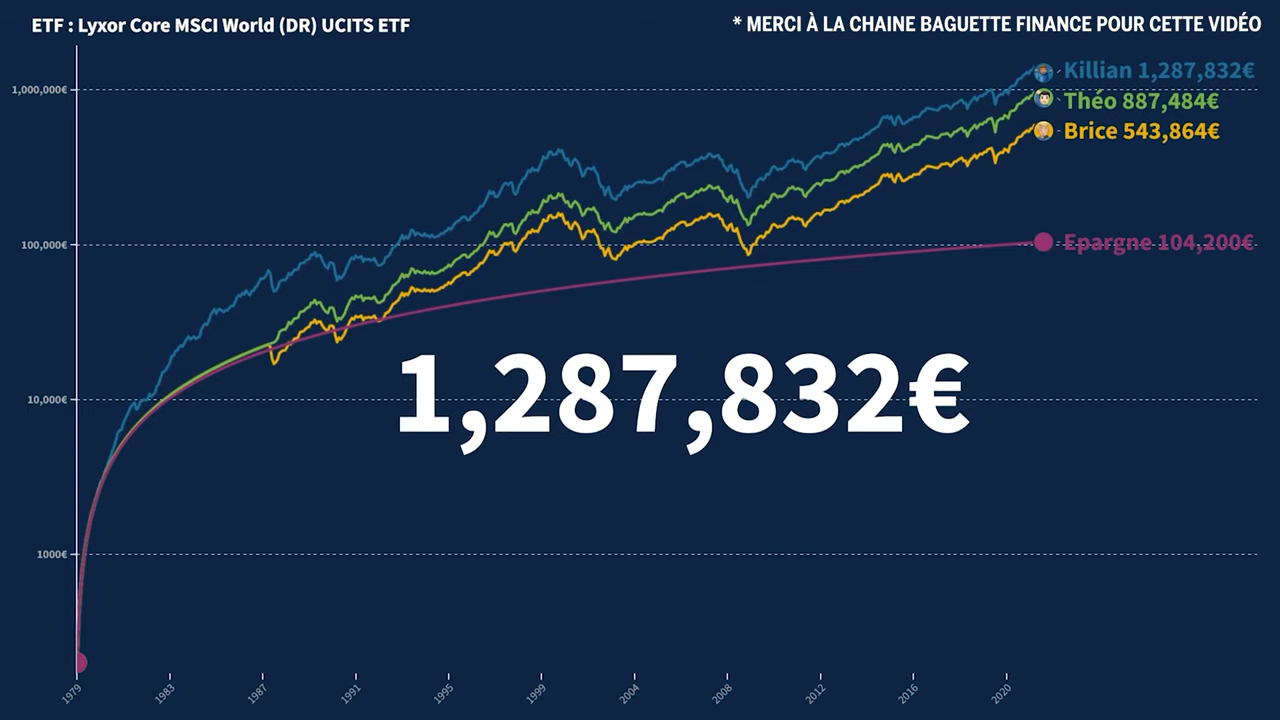 ETF : Lyxor Core MSCI World (DR) UCITS ETF
* MERCI À LA CHAINE BAGUETTE FINANCE POUR CETTE VIDÉO
Killian 1,287,832€
1,000,000€
Théo 887,484€
Brice 543,864€
100,000€
Epargne 104,200€
1,287,832€
10,000€
1000€
1979
1983
1987
1991
1995
1999
2004
2008
2012
2016
2020